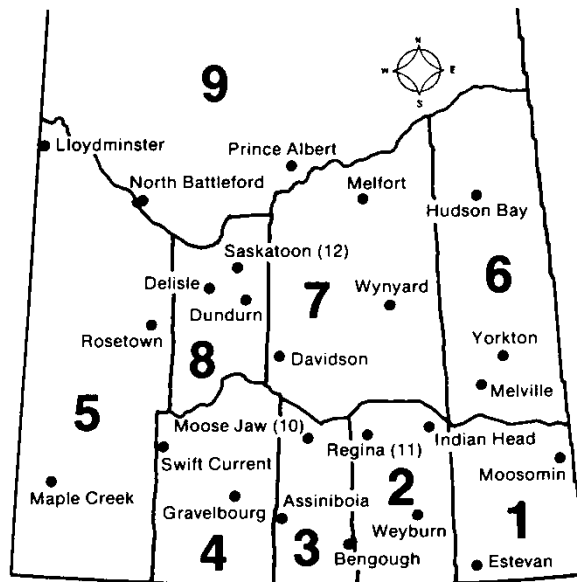 N
W E
S
9
Lloydminster
Prince Albert
North Battleford
Melfort
Hudson Bay
Saskatoon (12)
6
Delisle
7
Wynyard
Dundurn
Rosetown
Yorkton
8
Davidson
Melville
5
Moose Jaw (10)
Regina (11)
Indian Head
Swift Current
Moosomin
Maple Creek
2
Gravelbourg
Assiniboia
Weyburn
1
4
3
Bengough
Estevan